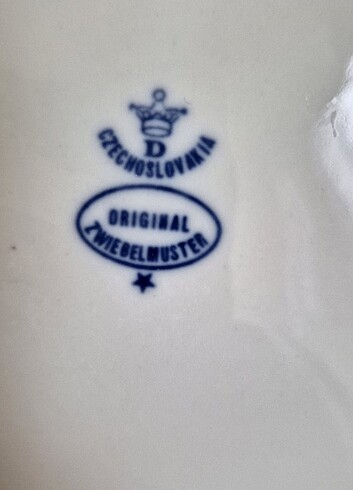 D
CZECHOSLOVAKIA
ORIGINAL
ZWIEBELMUSTER